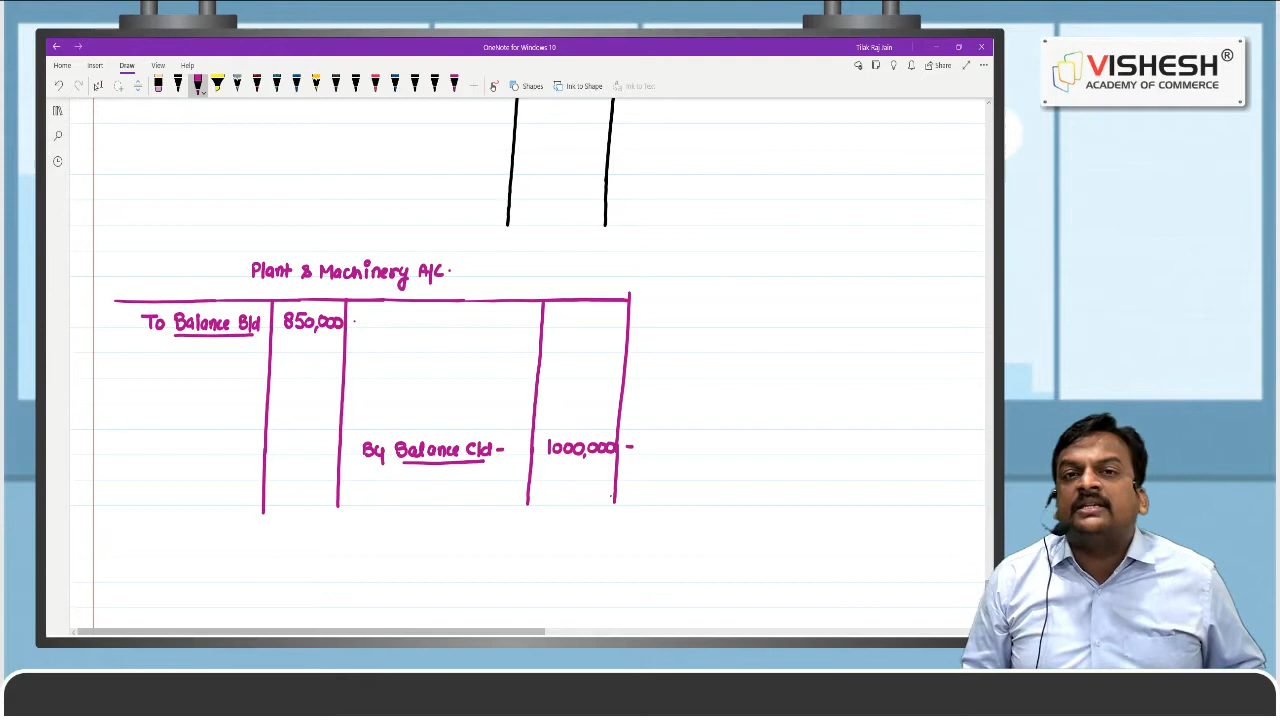 OneNote for Windows 10
Tilak Raj Jain
Home Insert Draw View Help
Share
Shapes Ink to Shape Ink to Text
VISHESH®
ACADEMY OF COMMERCE
Plant & Machinery A/C.
To Balance B/d 850,000
By Balance C/d - 1000,000 -